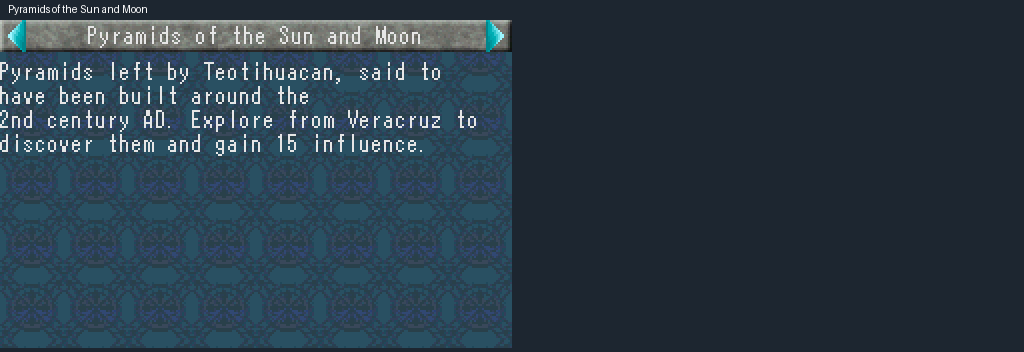 Pyramids of the Sun and Moon
Pyramids of the Sun and Moon
Pyramids left by Teotihuacan, said to
have been built around the
2nd century AD. Explore from Veracruz to
discover them and gain 15 influence.